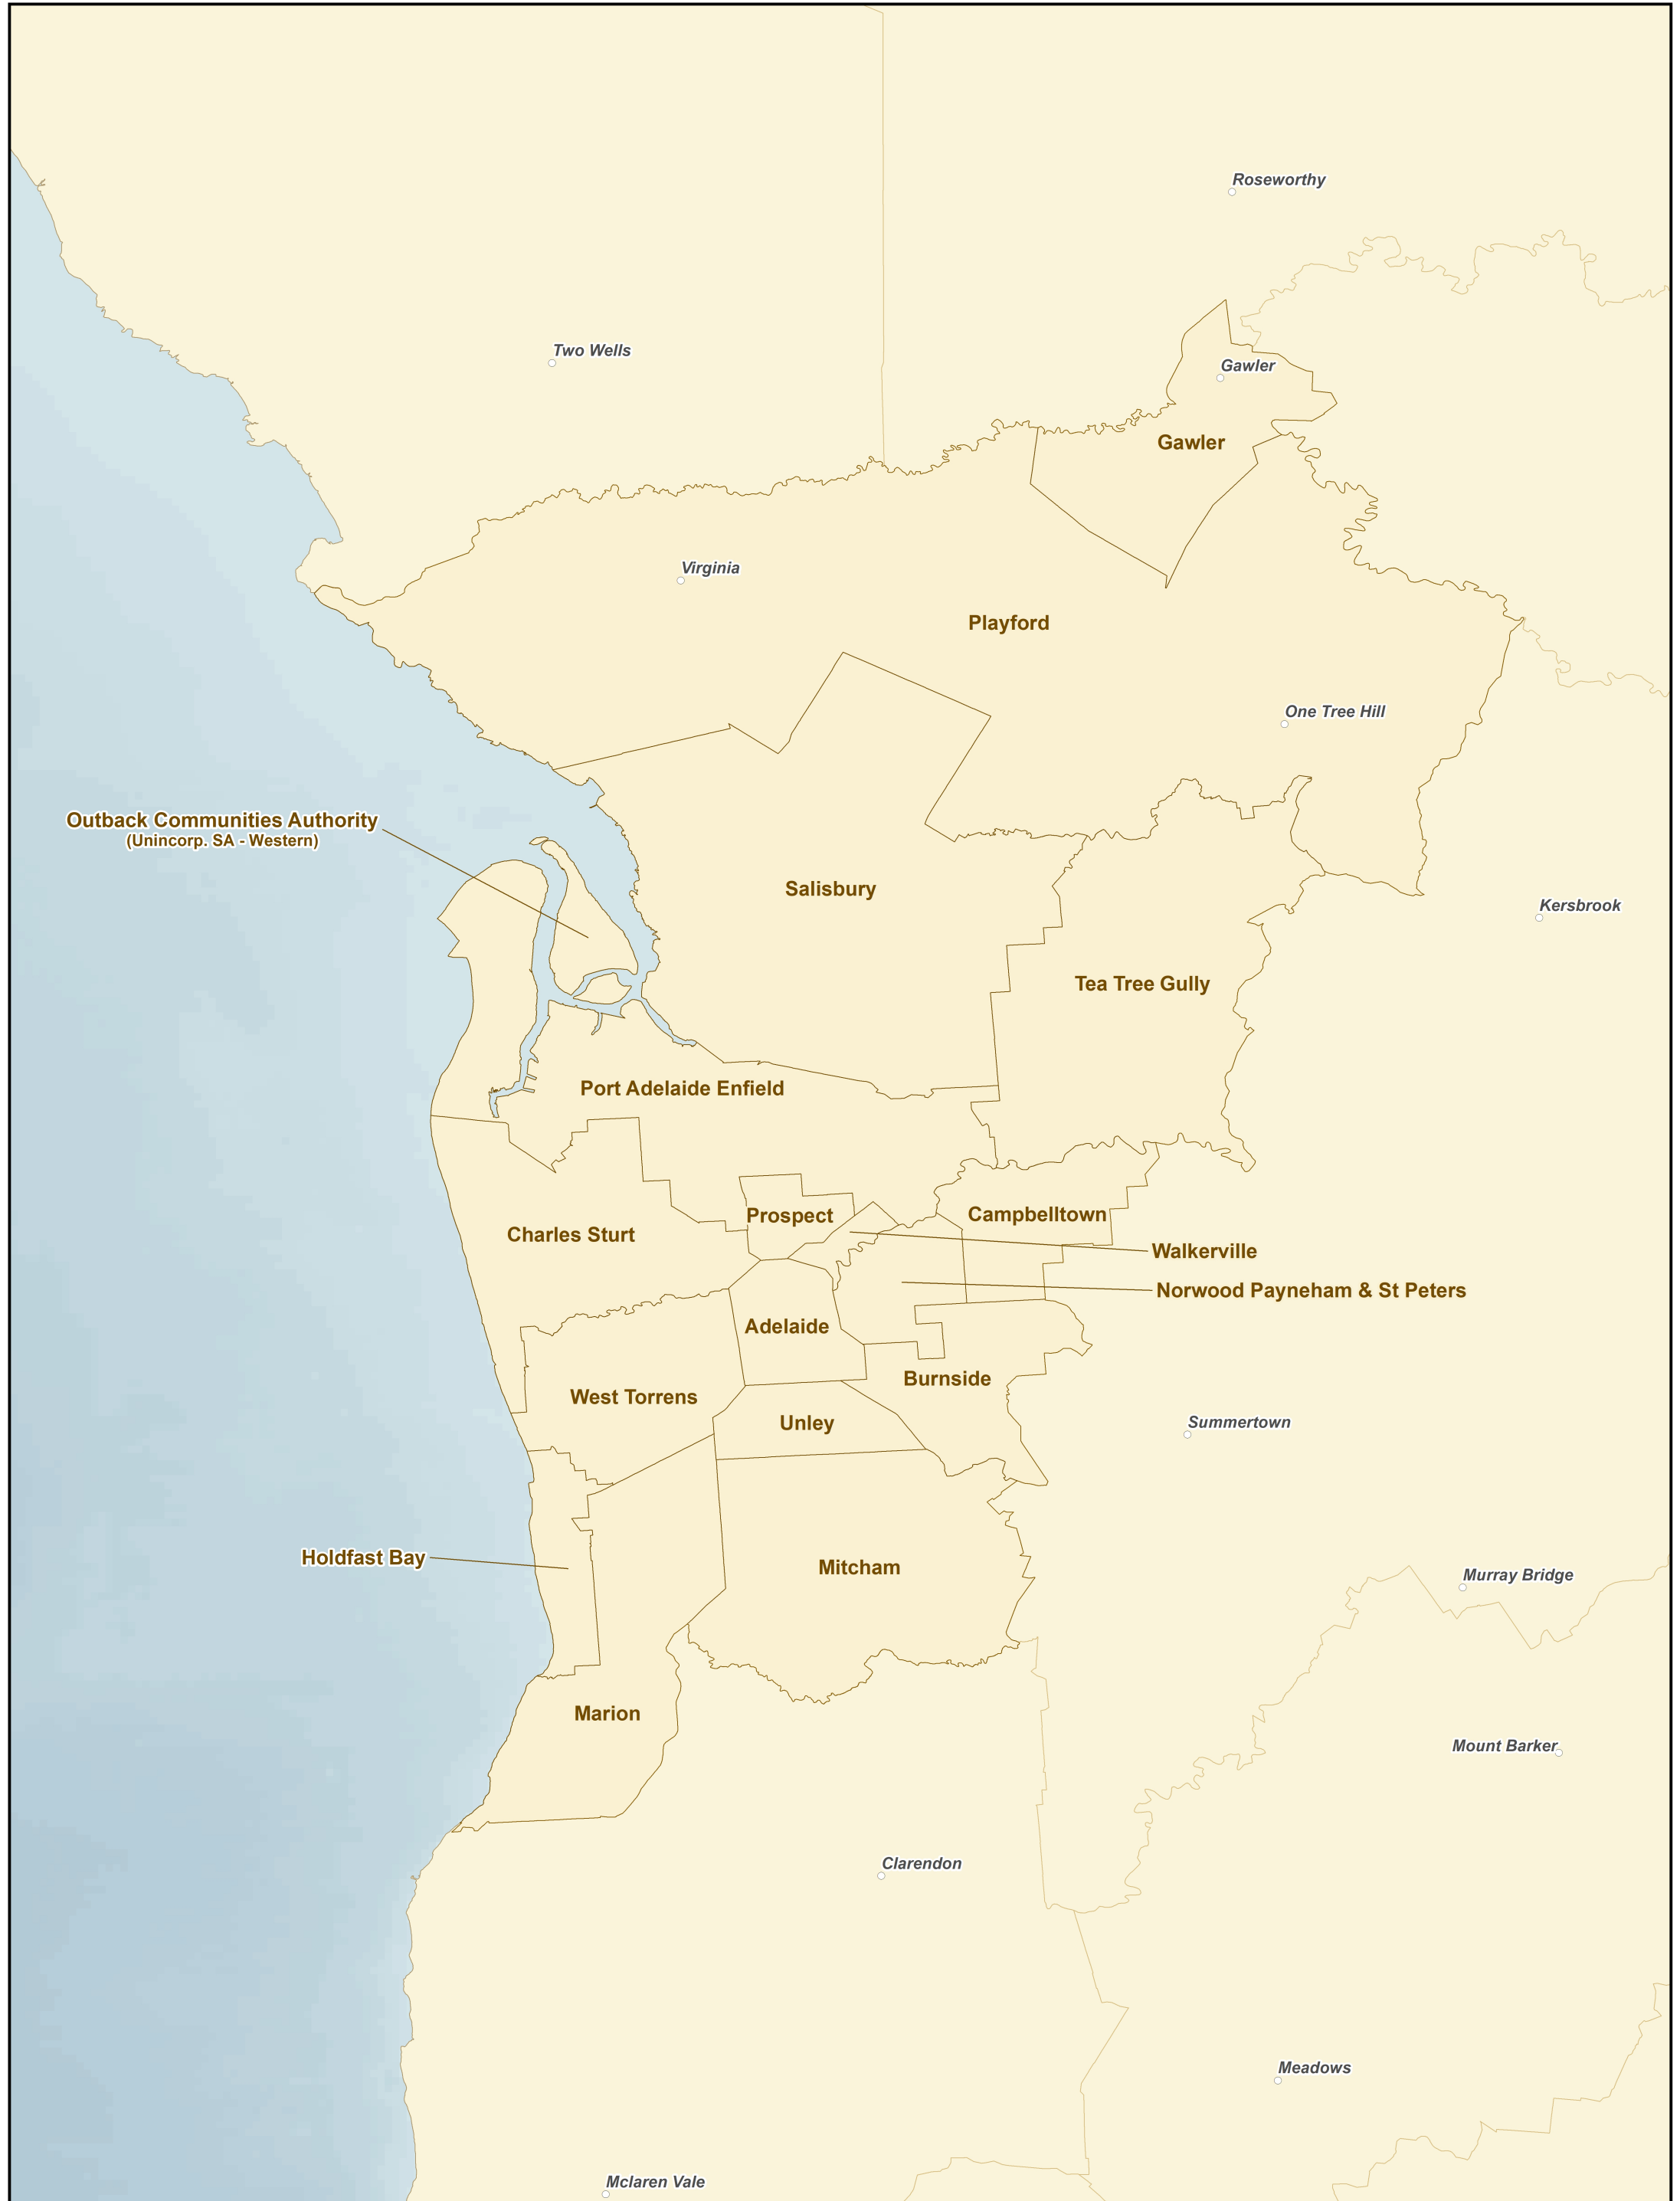 Roseworthy
Two Wells
Gawler
Gawler
Virginia
Playford
One Tree Hill
Outback Communities Authority
(Unincorp. SA - Western)
Salisbury
Kersbrook
Tea Tree Gully
Port Adelaide Enfield
Campbelltown
Prospect
Charles Sturt
Walkerville
Norwood Payneham & St Peters
Adelaide
Burnside
West Torrens
Unley
Summertown
Holdfast Bay
Mitcham
Murray Bridge
Marion
Mount Barker
Clarendon
Meadows
Mclaren Vale